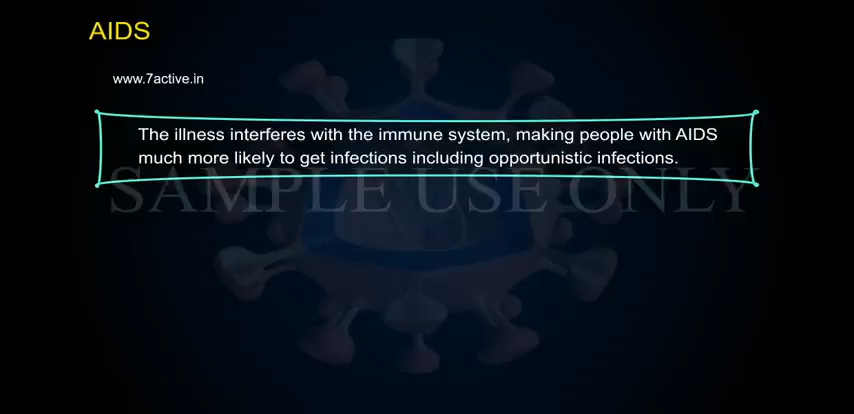 AIDS
www.7active.in
The illness interferes with the immune system, making people with AIDS
much more likely to get infections including opportunistic infections.
SAMPLE USE ONLY